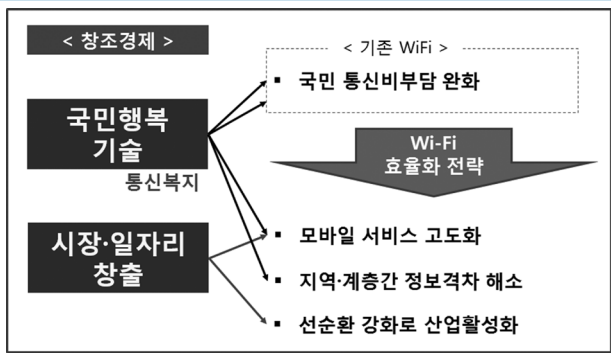 < 창조경제 >
< 기존 WiFi >
▪ 국민 통신비부담 완화
국민행복
기술
통신복지
Wi-Fi
효율화 전략
시장·일자리
창출
▪ 모바일 서비스 고도화
▪ 지역·계층간 정보격차 해소
▪ 선순환 강화로 산업활성화